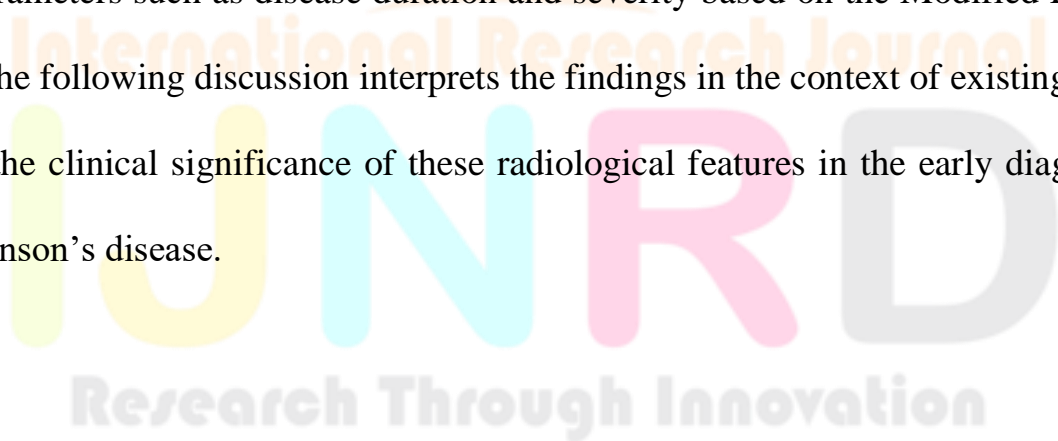 rameters such as disease duration and severity based on the Modified
International Research Journal
he following discussion interprets the findings in the context of existing
the clinical significance of these radiological features in the early diag
nson’s disease.
IJNRD
Research Through Innovation